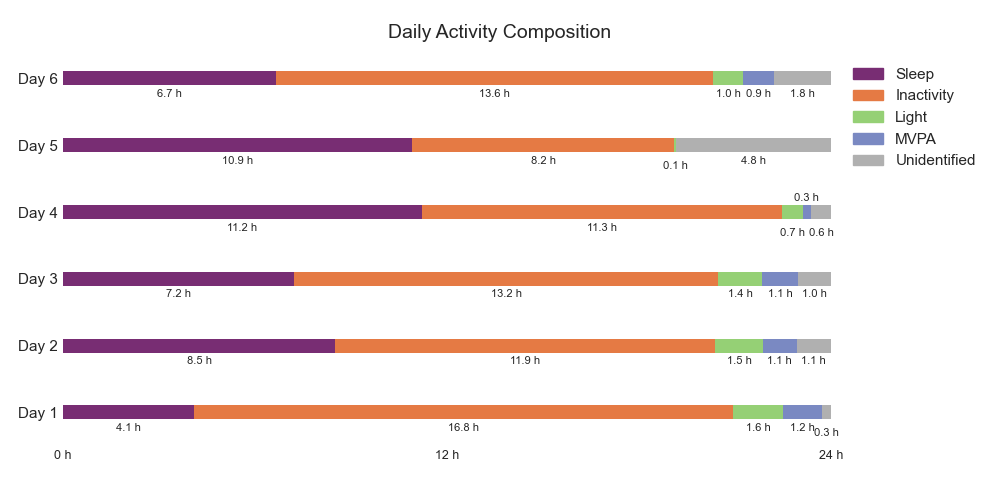 Daily Activity Composition
Day 6
6.7 h 13.6 h 1.0 h 0.9 h 1.8 h
Day 5
10.9 h 8.2 h 0.1 h 4.8 h
Day 4
11.2 h 11.3 h 0.7 h 0.3 h 0.6 h
Day 3
7.2 h 13.2 h 1.4 h 1.1 h 1.0 h
Day 2
8.5 h 11.9 h 1.5 h 1.1 h 1.1 h
Day 1
4.1 h 16.8 h 1.6 h 1.2 h 0.3 h
0 h 12 h 24 h
Sleep
Inactivity
Light
MVPA
Unidentified